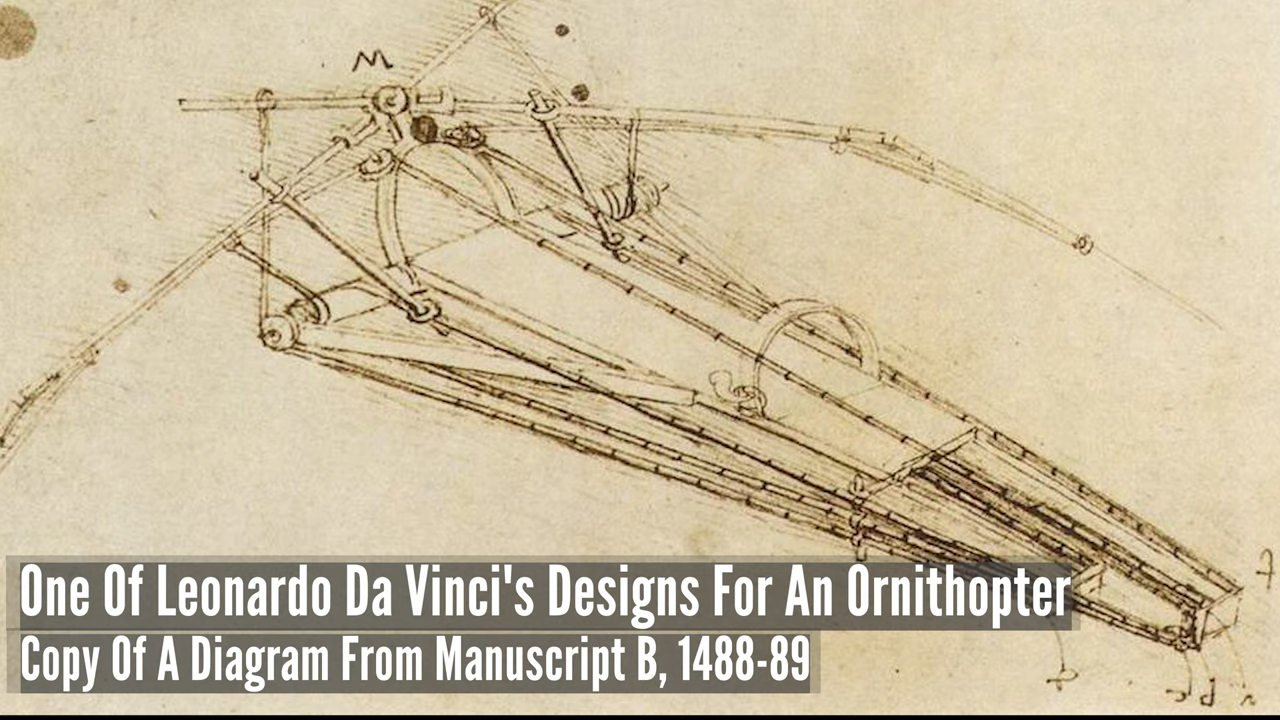 M
One Of Leonardo Da Vinci's Designs For An Ornithopter
Copy Of A Diagram From Manuscript B, 1488-89